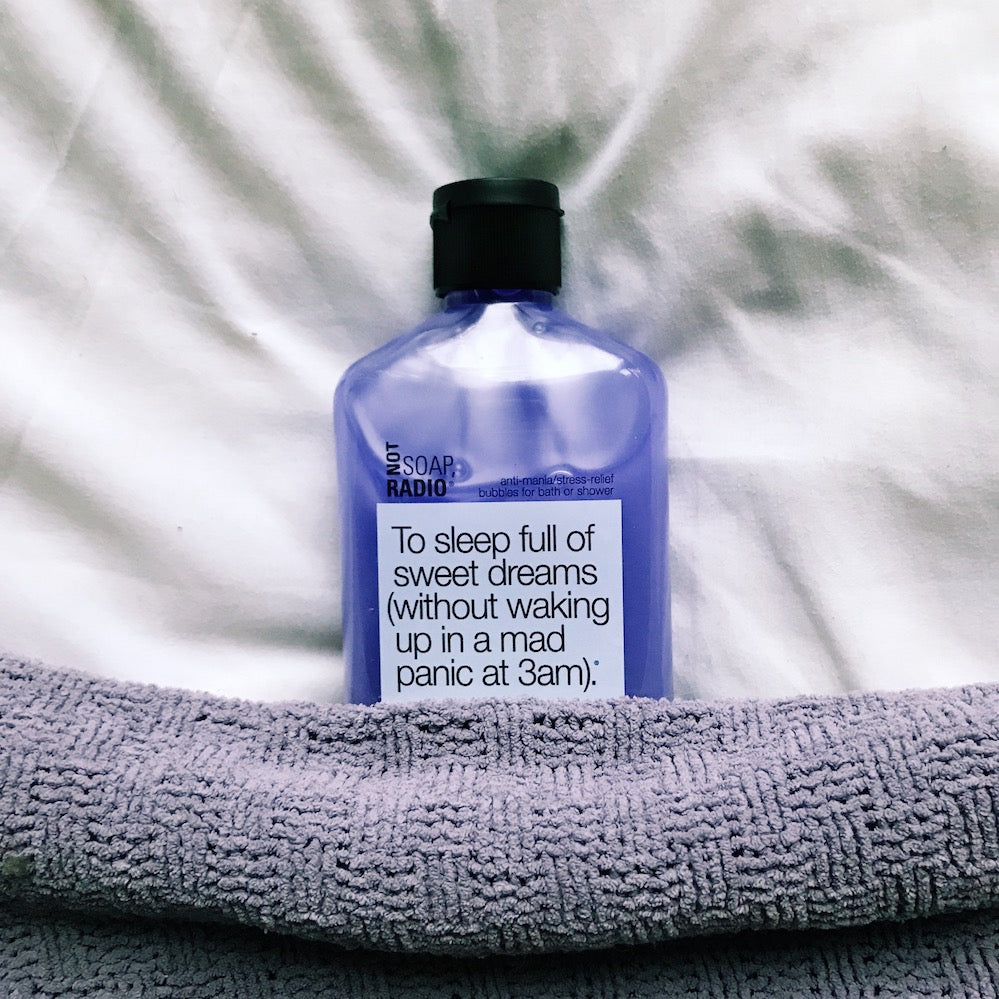 NOT
SOAP,
RADIO®
anti-mania/stress-relief
bubbles for bath or shower
To sleep full of
sweet dreams
(without waking
up in a mad
panic at 3am).*